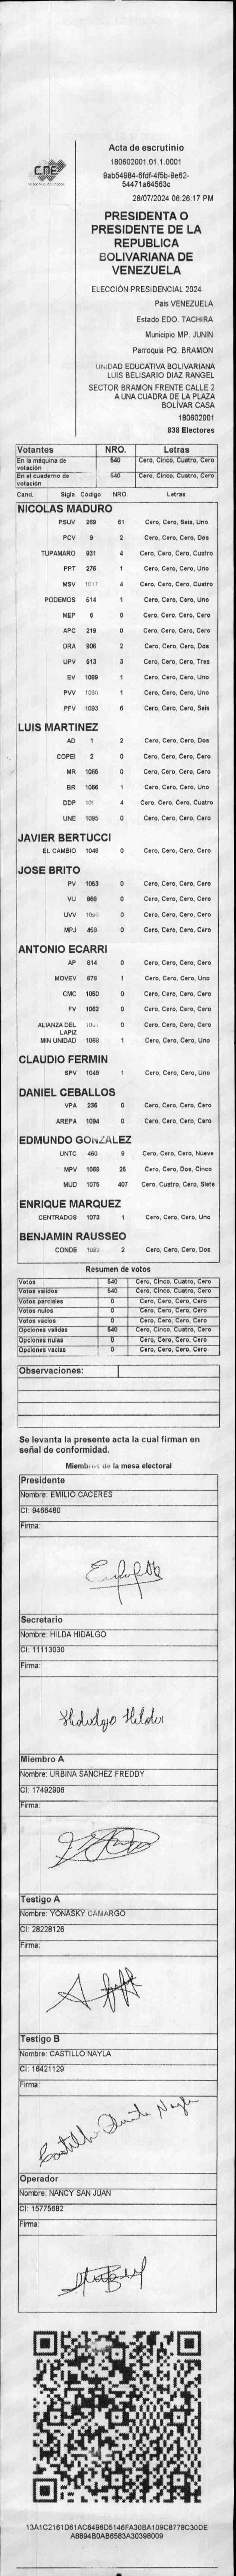 CNE
Acta de escrutinio
180602001.01.1.0001
9ab54984-6fdf-4f5b-9e62-
54471a64563c
28/07/2024 06:26:17 PM
PRESIDENTA O
PRESIDENTE DE LA
REPUBLICA
BOLIVARIANA DE
VENEZUELA
ELECCIÓN PRESIDENCIAL 2024
Pais VENEZUELA
Estado EDO. TACHIRA
Municipio MP. JUNIN
Parroquia PQ. BRAMON
UNIDAD EDUCATIVA BOLIVARIANA
LUIS BELISARIO DIAZ RANGEL
SECTOR BRAMON FRENTE CALLE 2
A UNA CUADRA DE LA PLAZA
BOLIVAR CASA
180602001
838 Electores
Votantes NRO. Letras
En la máquina de votación 540 Cero, Cinco, Cuatro, Cero
En el cuaderno de votación 540 Cero, Cinco, Cuatro, Cero
Cand. Sigla Código NRO. Letras
NICOLAS MADURO
PSUV 269 61 Cero, Cero, Seis, Uno
PCV 9 2 Cero, Cero, Cero, Dos
TUPAMARO 931 4 Cero, Cero, Cero, Cuatro
PPT 276 1 Cero, Cero, Cero, Uno
MSV 4 Cero, Cero, Cero, Cuatro
PODEMOS 514 1 Cero, Cero, Cero, Uno
MEP 6 0 Cero, Cero, Cero, Cero
APC 219 0 Cero, Cero, Cero, Cero
ORA 906 2 Cero, Cero, Cero, Dos
UPV 613 3 Cero, Cero, Cero, Tres
EV 1089 1 Cero, Cero, Cero, Uno
PVV 1 Cero, Cero, Cero, Uno
PFV 1093 6 Cero, Cero, Cero, Seis
LUIS MARTINEZ
AD 1 2 Cero, Cero, Cero, Dos
COPEI 2 0 Cero, Cero, Cero, Cero
MR 1065 0 Cero, Cero, Cero, Cero
BR 1066 1 Cero, Cero, Cero, Uno
DDP 4 Cero, Cero, Cero, Cuatro
UNE 1095 0 Cero, Cero, Cero, Cero
JAVIER BERTUCCI
EL CAMBIO 1048 0 Cero, Cero, Cero, Cero
JOSE BRITO
PV 1053 0 Cero, Cero, Cero, Cero
VU 988 0 Cero, Cero, Cero, Cero
UVV 0 Cero, Cero, Cero, Cero
MPJ 458 0 Cero, Cero, Cero, Cero
ANTONIO ECARRI
AP 814 0 Cero, Cero, Cero, Cero
MOVEV 878 1 Cero, Cero, Cero, Uno
CMC 1050 0 Cero, Cero, Cero, Cero
FV 1062 0 Cero, Cero, Cero, Cero
ALIANZA DEL LAPIZ 0 Cero, Cero, Cero, Cero
MIN UNIDAD 1069 1 Cero, Cero, Cero, Uno
CLAUDIO FERMIN
SPV 1049 1 Cero, Cero, Cero, Uno
DANIEL CEBALLOS
VPA 236 0 Cero, Cero, Cero, Cero
AREPA 1094 0 Cero, Cero, Cero, Cero
EDMUNDO GONZALEZ
UNTC 460 9 Cero, Cero, Cero, Nueve
MPV 25 Cero, Cero, Dos, Cinco
MUD 1075 407 Cero, Cuatro, Cero, Siete
ENRIQUE MARQUEZ
CENTRADOS 1073 1 Cero, Cero, Cero, Uno
BENJAMIN RAUSSEO
CONDE 2 Cero, Cero, Cero, Dos
Resumen de votos
Votos 540 Cero, Cinco, Cuatro, Cero
Votos validos 540 Cero, Cinco, Cuatro, Cero
Votos parciales 0 Cero, Cero, Cero, Cero
Votos nulos 0 Cero, Cero, Cero, Cero
Votos vacios 0 Cero, Cero, Cero, Cero
Opciones validas 540 Cero, Cinco, Cuatro, Cero
Opciones nulas 0 Cero, Cero, Cero, Cero
Opciones vacias 0 Cero, Cero, Cero, Cero
Observaciones:
Se levanta la presente acta la cual firman en
señal de conformidad.
Miembros de la mesa electoral
Presidente
Nombre: EMILIO CACERES
CI: 9466480
Firma:
Secretario
Nombre: HILDA HIDALGO
CI: 11113030
Firma:
Hidalgo Hilda
Miembro A
Nombre: URBINA SANCHEZ FREDDY
CI: 17492906
Firma:
Testigo A
Nombre: YONASKY CAMARGO
CI: 28228126
Firma:
Testigo B
Nombre: CASTILLO NAYLA
CI: 16421129
Firma:
Castillo Nayla
Operador
Nombre: NANCY SAN JUAN
CI: 15775682
Firma:
13A1C2161D61AC6496D5146FA30BA109C8778C30DE
A6894B0AB6583A30398009